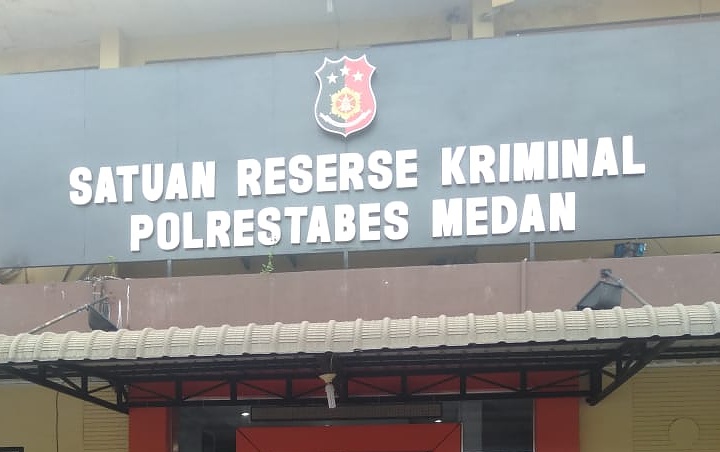 SATUAN RESERSE KRIMINAL
POLRESTABES MEDAN